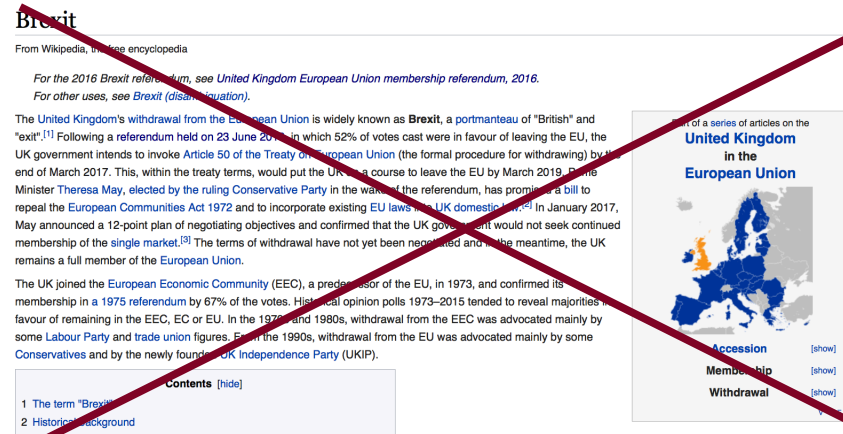 Brexit
From Wikipedia, the free encyclopedia
For the 2016 Brexit referendum, see United Kingdom European Union membership referendum, 2016.
For other uses, see Brexit (disambiguation).
The United Kingdom's withdrawal from the European Union is widely known as Brexit, a portmanteau of "British" and
"exit".[1] Following a referendum held on 23 June 2016, in which 52% of votes cast were in favour of leaving the EU, the
UK government intends to invoke Article 50 of the Treaty on European Union (the formal procedure for withdrawing) by the
end of March 2017. This, within the treaty terms, would put the UK on a course to leave the EU by March 2019. Prime
Minister Theresa May, elected by the ruling Conservative Party in the wake of the referendum, has promised a bill to
repeal the European Communities Act 1972 and to incorporate existing EU laws into UK domestic law.[2] In January 2017,
May announced a 12-point plan of negotiating objectives and confirmed that the UK government would not seek continued
membership of the single market.[3] The terms of withdrawal have not yet been negotiated and in the meantime, the UK
remains a full member of the European Union.
The UK joined the European Economic Community (EEC), a predecessor of the EU, in 1973, and confirmed its
membership in a 1975 referendum by 67% of the votes. Historical opinion polls 1973–2015 tended to reveal majorities in
favour of remaining in the EEC, EC or EU. In the 1970s and 1980s, withdrawal from the EEC was advocated mainly by
some Labour Party and trade union figures. From the 1990s, withdrawal from the EU was advocated mainly by some
Conservatives and by the newly founded UK Independence Party (UKIP).
Contents [hide]
1 The term "Brexit"
2 Historical background
Part of a series of articles on the
United Kingdom
in the
European Union
Accession [show]
Membership [show]
Withdrawal [show]